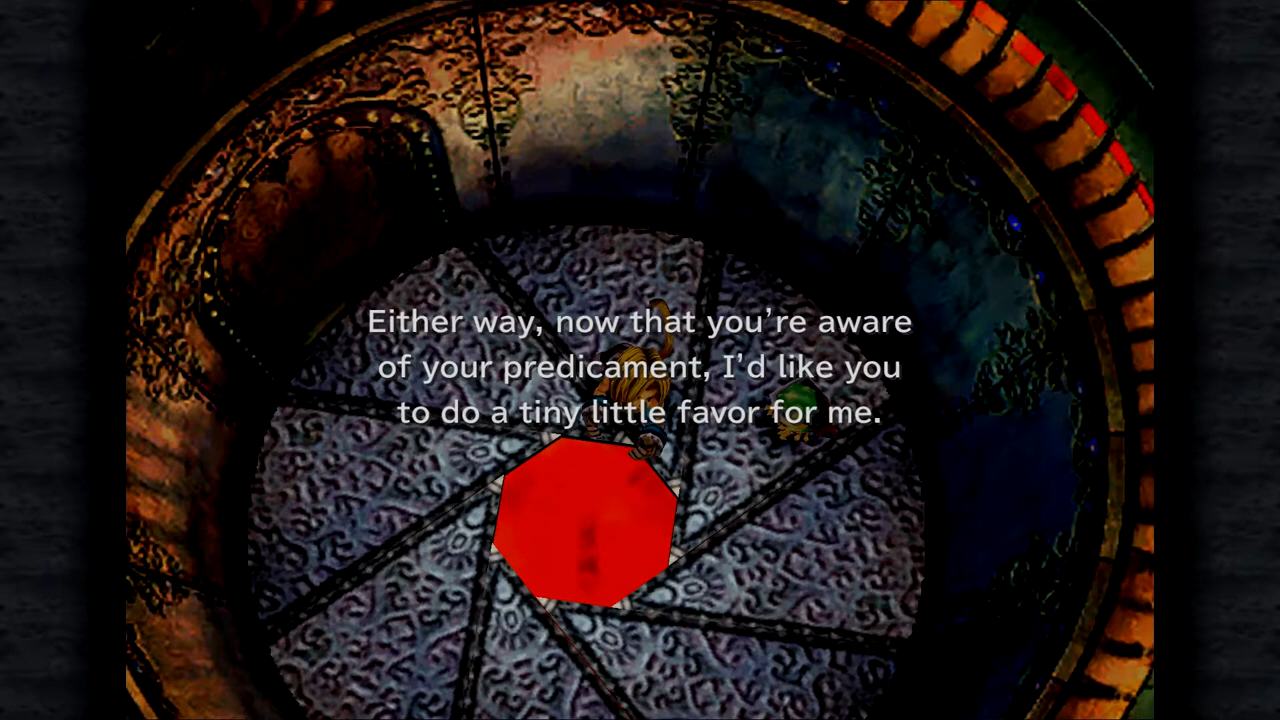 Either way, now that you're aware
of your predicament, I'd like you
to do a tiny little favor for me.